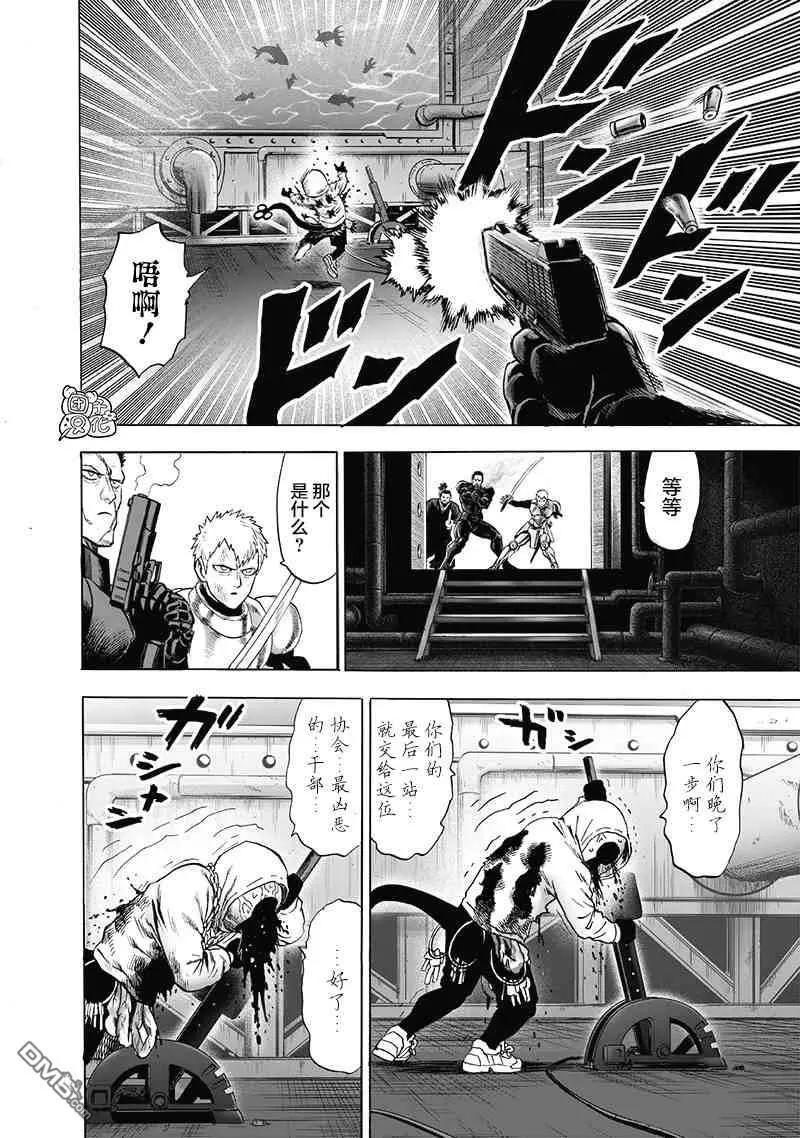 ドンドンドン
唔
啊！
等等
那个
是什么？
你们晚了
一步啊…
你们的
最后一站
就交给这位
ガシャ
协会…最凶恶
的…干部…
…好了…
ガシャ
DMB